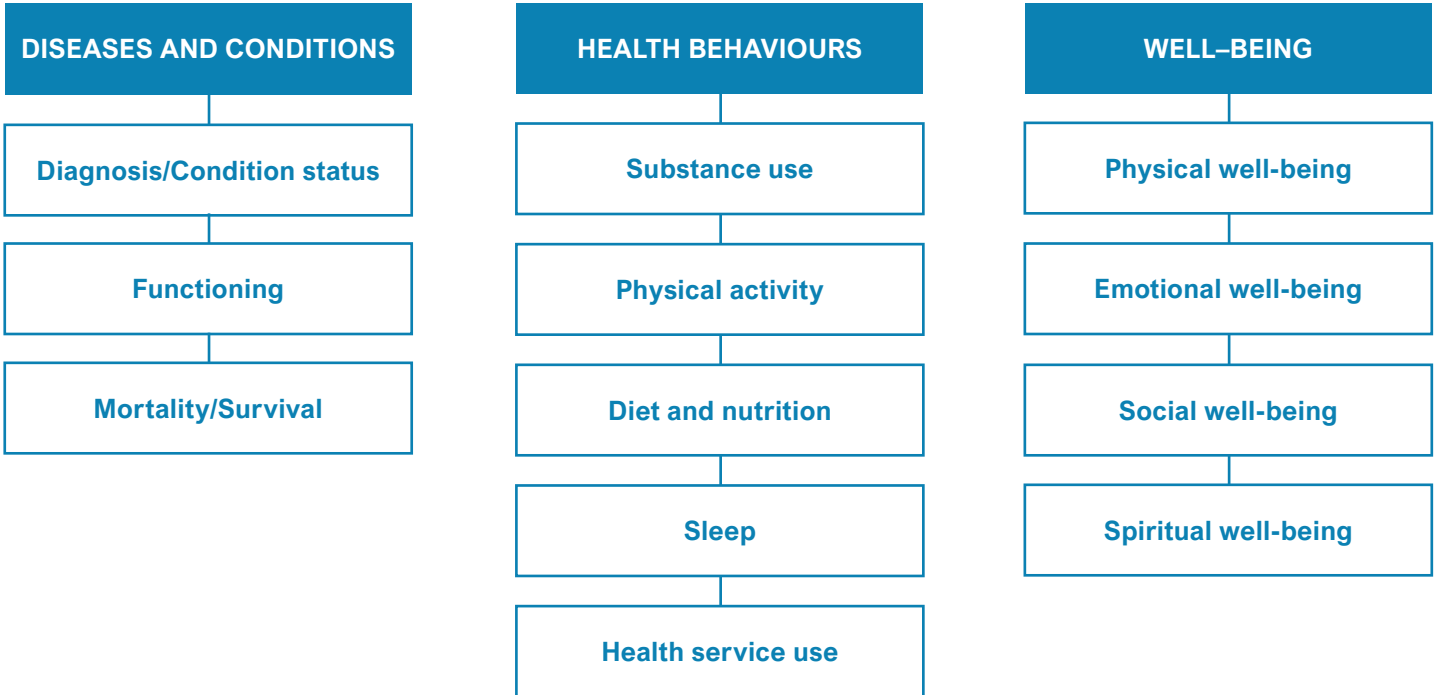 DISEASES AND CONDITIONS
Diagnosis/Condition status
Functioning
Mortality/Survival
HEALTH BEHAVIOURS
Substance use
Physical activity
Diet and nutrition
Sleep
Health service use
WELL–BEING
Physical well-being
Emotional well-being
Social well-being
Spiritual well-being